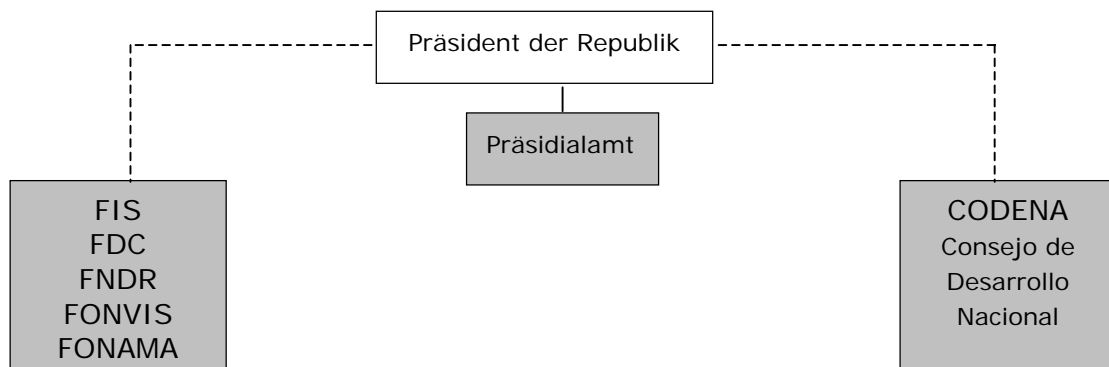 Präsident der Republik
Präsidialamt
FIS
FDC
FNDR
FONVIS
FONAMA
CODENA
Consejo de
Desarrollo
Nacional